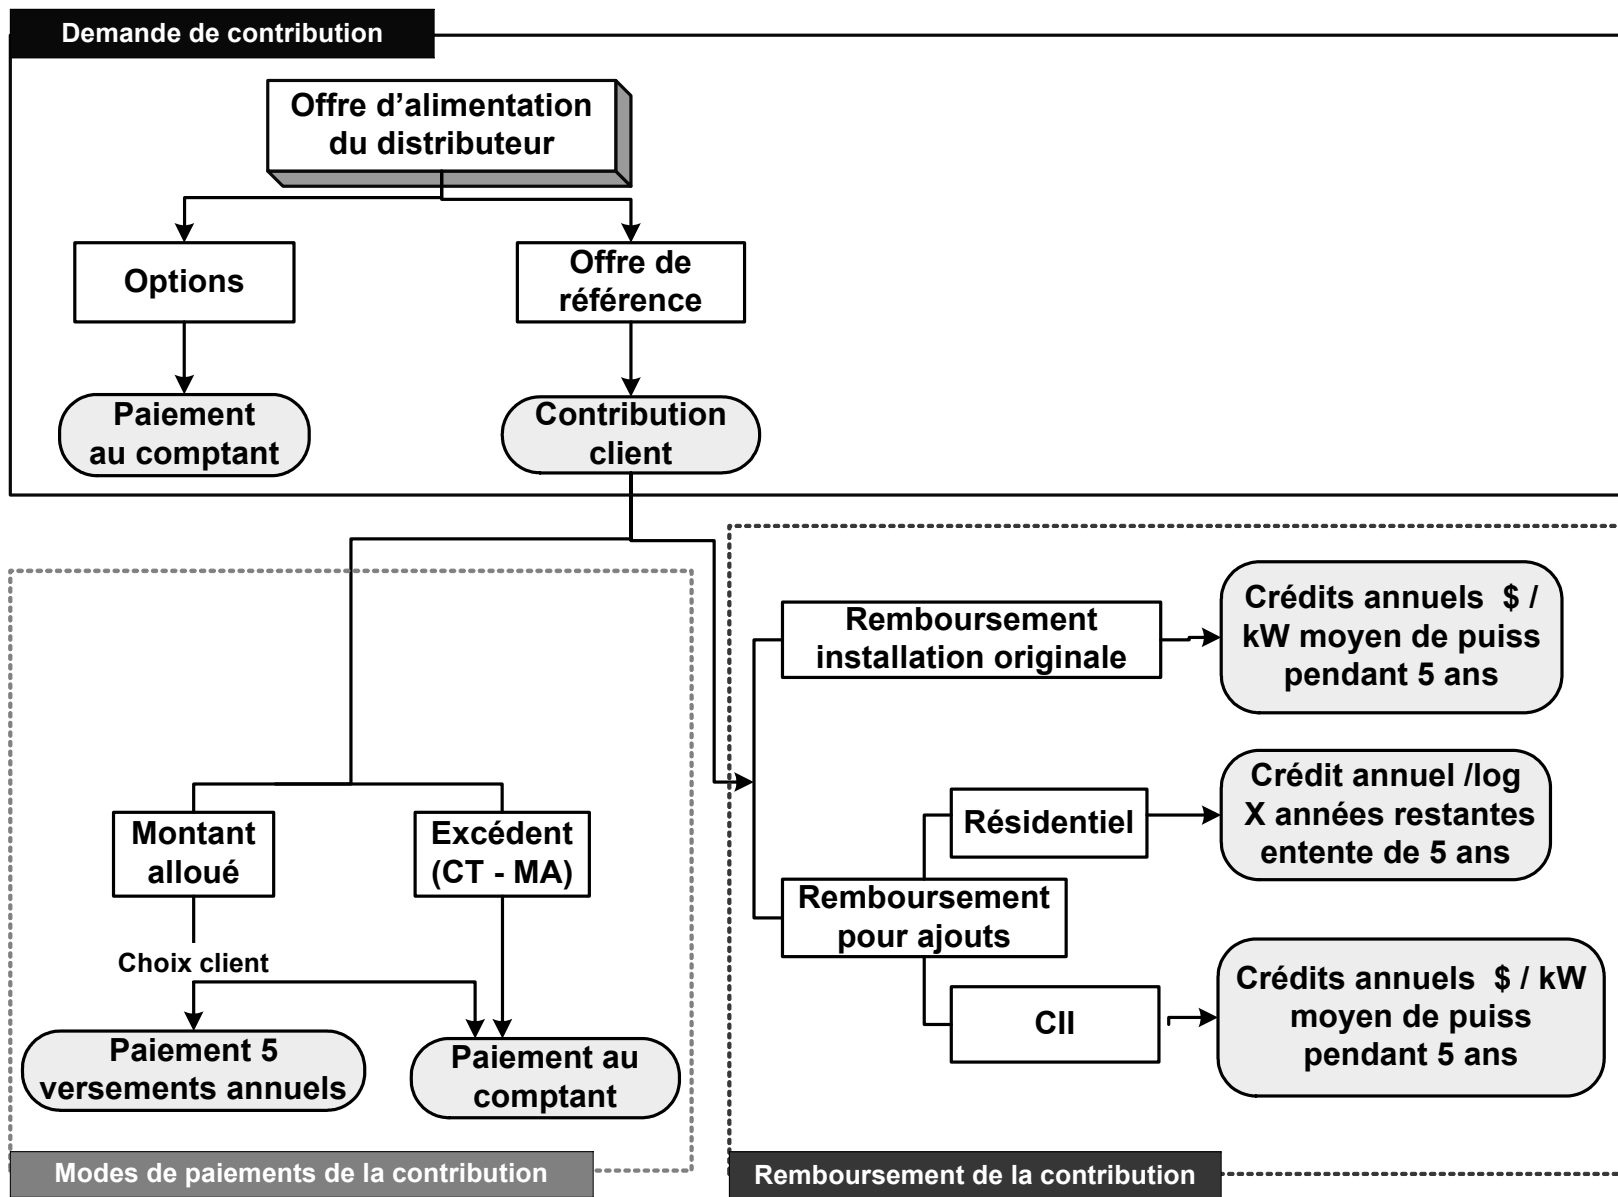 Demande de contribution
Offre d’alimentation
du distributeur
Options
Offre de
référence
Paiement
au comptant
Contribution
client
Montant
alloué
Excédent
(CT - MA)
Choix client
Paiement 5
versements annuels
Paiement au
comptant
Modes de paiements de la contribution
Remboursement
installation originale
Crédits annuels  $ /
kW moyen de puiss
pendant 5 ans
Remboursement
pour ajouts
Résidentiel
Crédit annuel /log
X années restantes
entente de 5 ans
CII
Crédits annuels  $ / kW
moyen de puiss
pendant 5 ans
Remboursement de la contribution